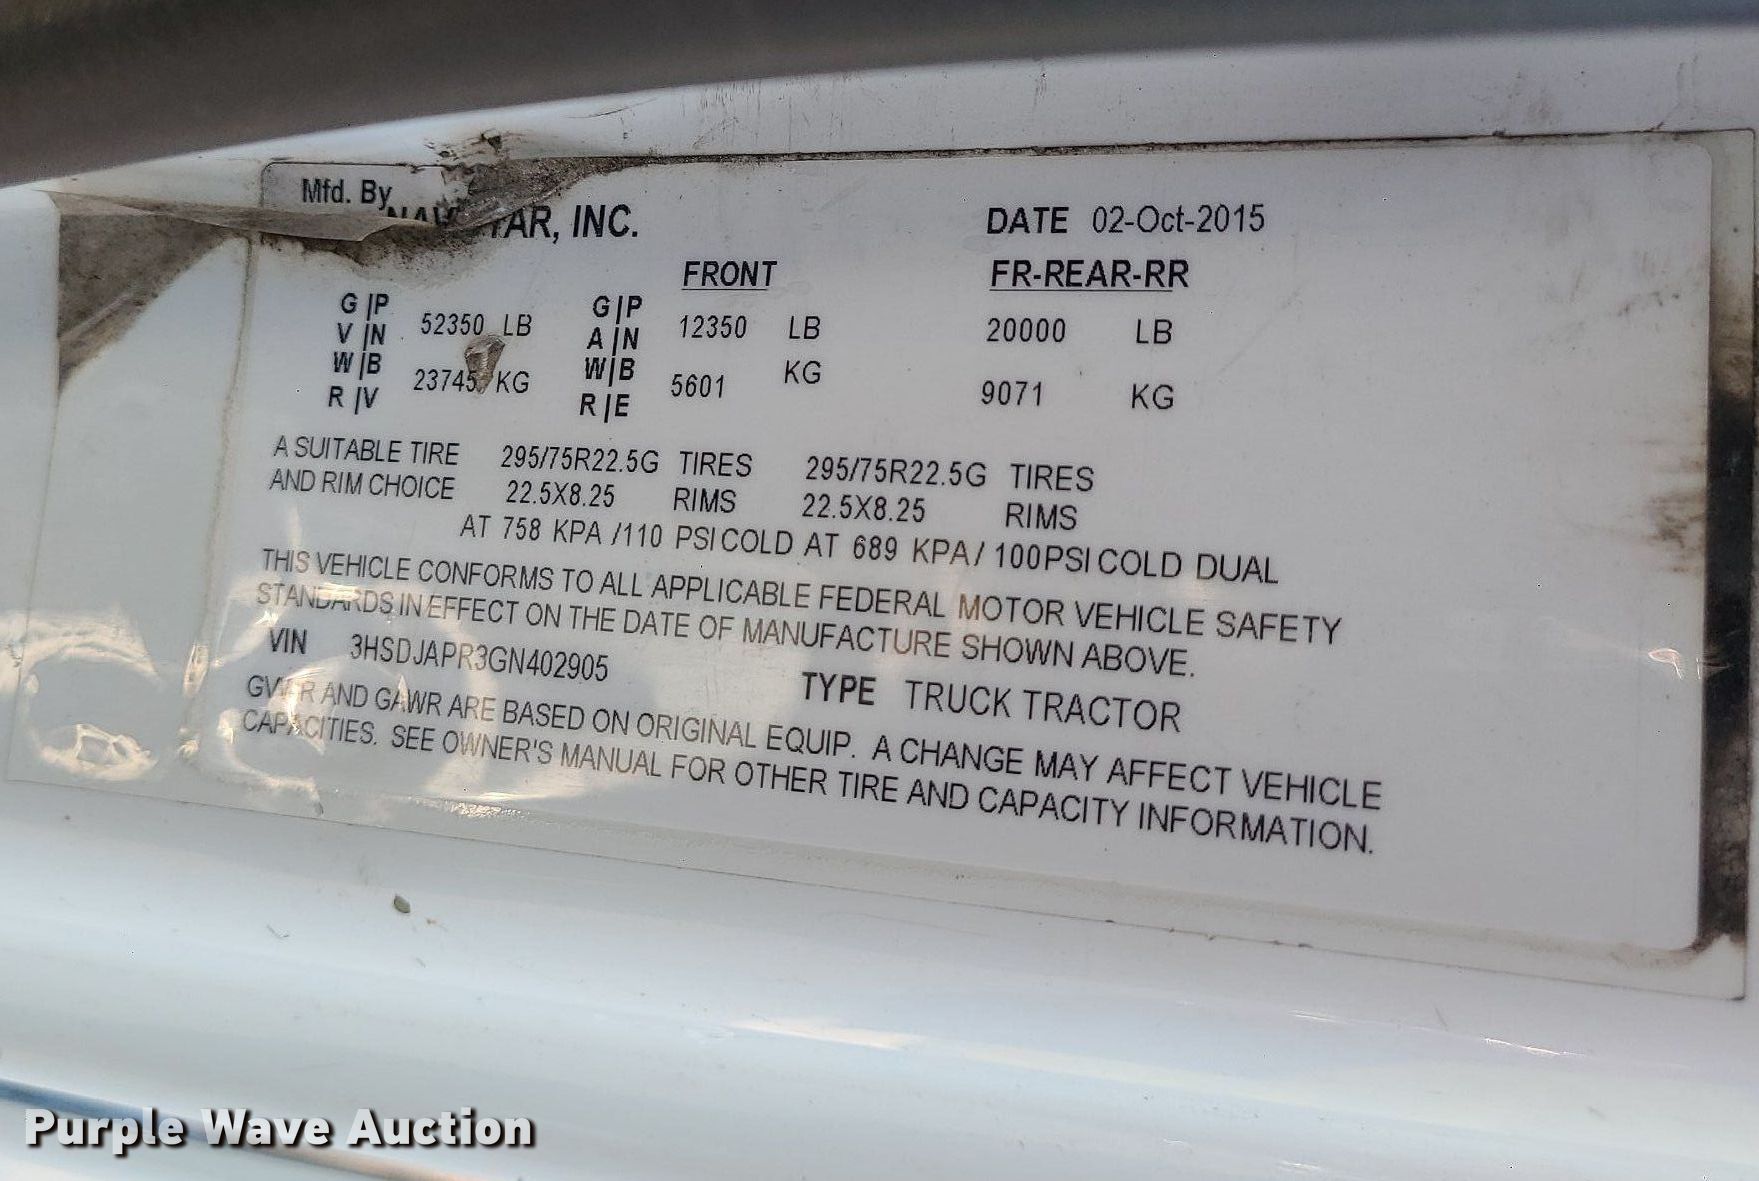 Mfd. By
NAVISTAR, INC.
DATE 02-Oct-2015
FRONT FR-REAR-RR
G|P G|P
V|N 52350 LB A|N 12350 LB 20000 LB
W|B W|B KG
R|V 23745 KG R|E 5601 9071 KG
A SUITABLE TIRE 295/75R22.5G TIRES 295/75R22.5G TIRES
AND RIM CHOICE 22.5X8.25 RIMS 22.5X8.25 RIMS
AT 758 KPA /110 PSI COLD AT 689 KPA/ 100PSI COLD DUAL
THIS VEHICLE CONFORMS TO ALL APPLICABLE FEDERAL MOTOR VEHICLE SAFETY
STANDARDS IN EFFECT ON THE DATE OF MANUFACTURE SHOWN ABOVE.
VIN 3HSDJAPR3GN402905 TYPE TRUCK TRACTOR
GVWR AND GAWR ARE BASED ON ORIGINAL EQUIP. A CHANGE MAY AFFECT VEHICLE
CAPACITIES. SEE OWNER'S MANUAL FOR OTHER TIRE AND CAPACITY INFORMATION.
Purple Wave Auction